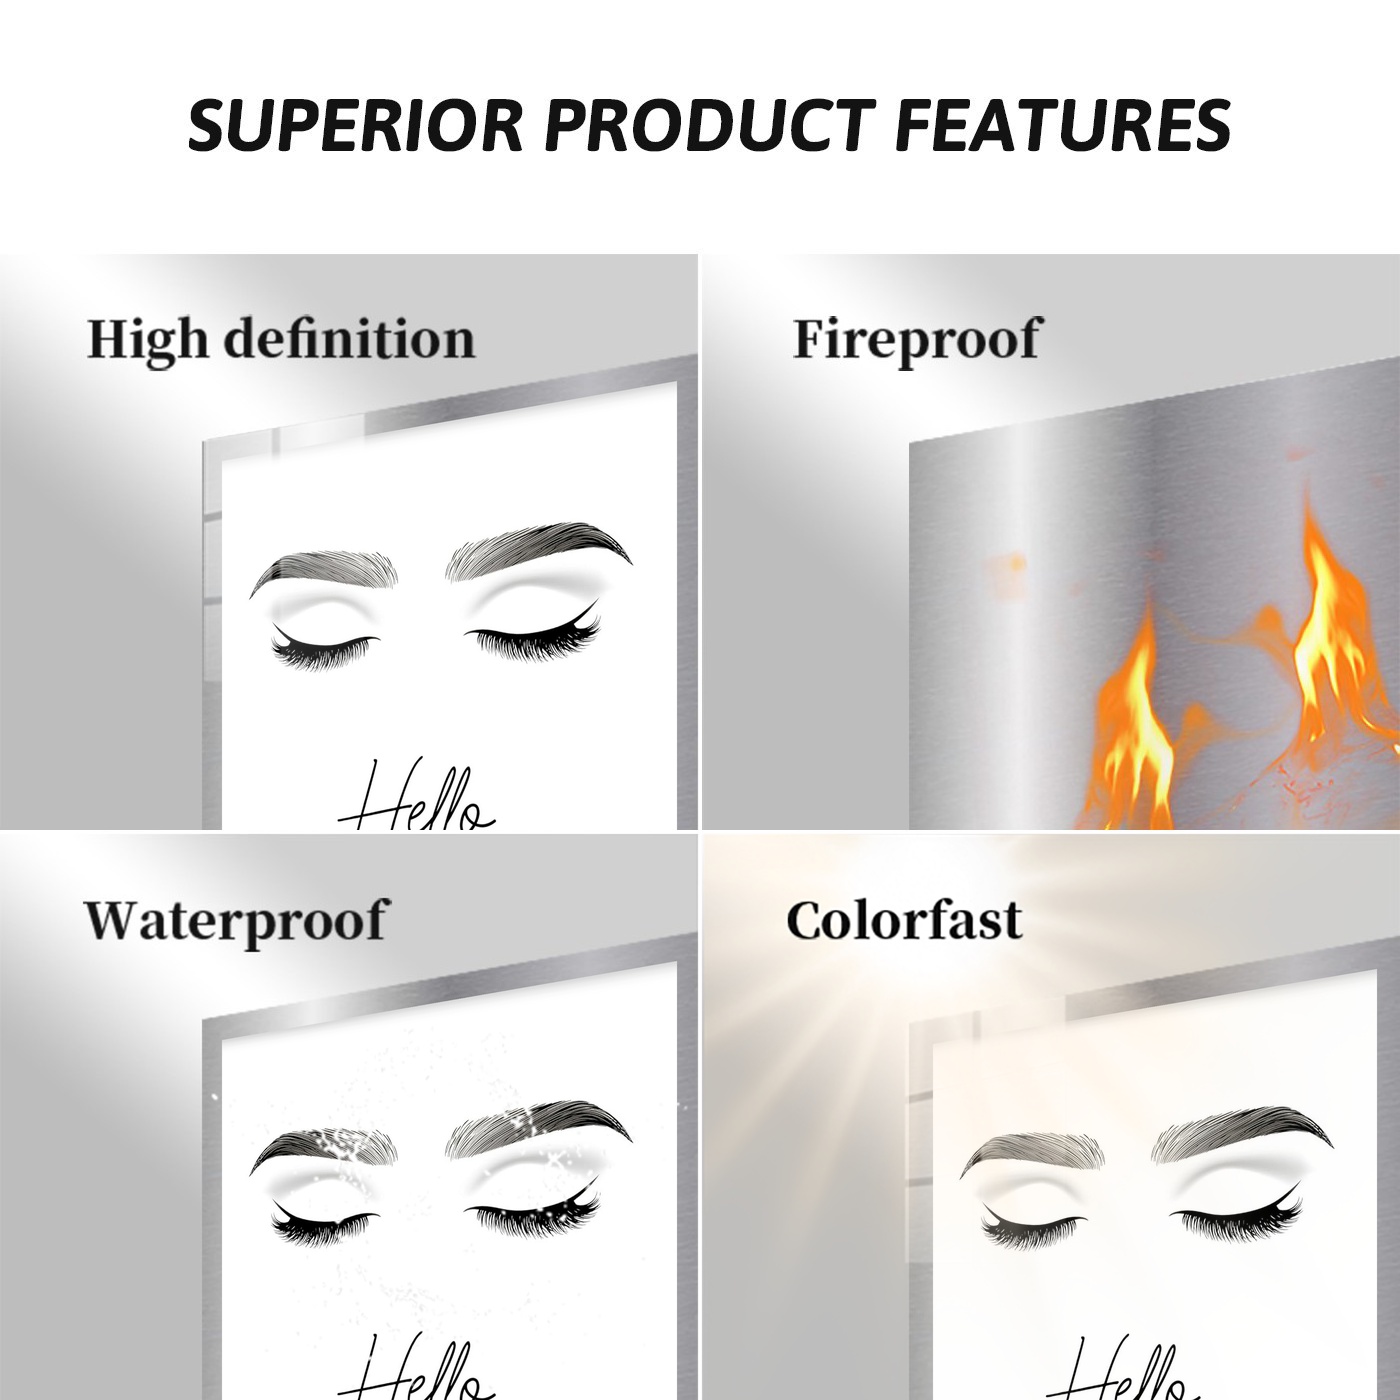 SUPERIOR PRODUCT FEATURES
High definition
Fireproof
Hello
Waterproof
Colorfast
Hello
Hello